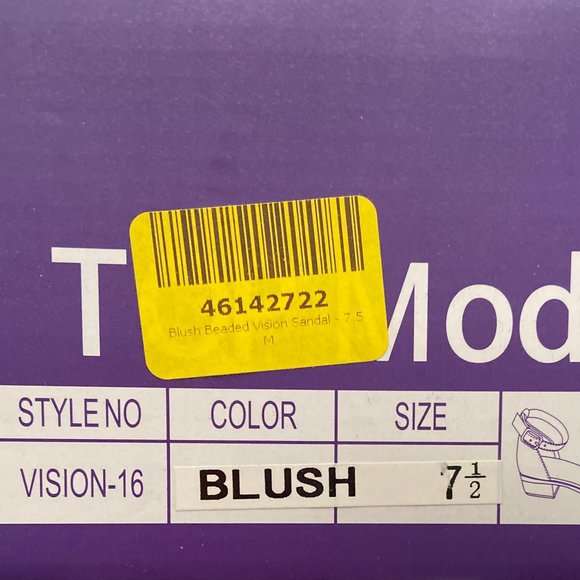 46142722
Blush Beaded Vision Sandal - 7.5
M
T Mod
STYLE NO COLOR SIZE
VISION-16 BLUSH 7 1/2